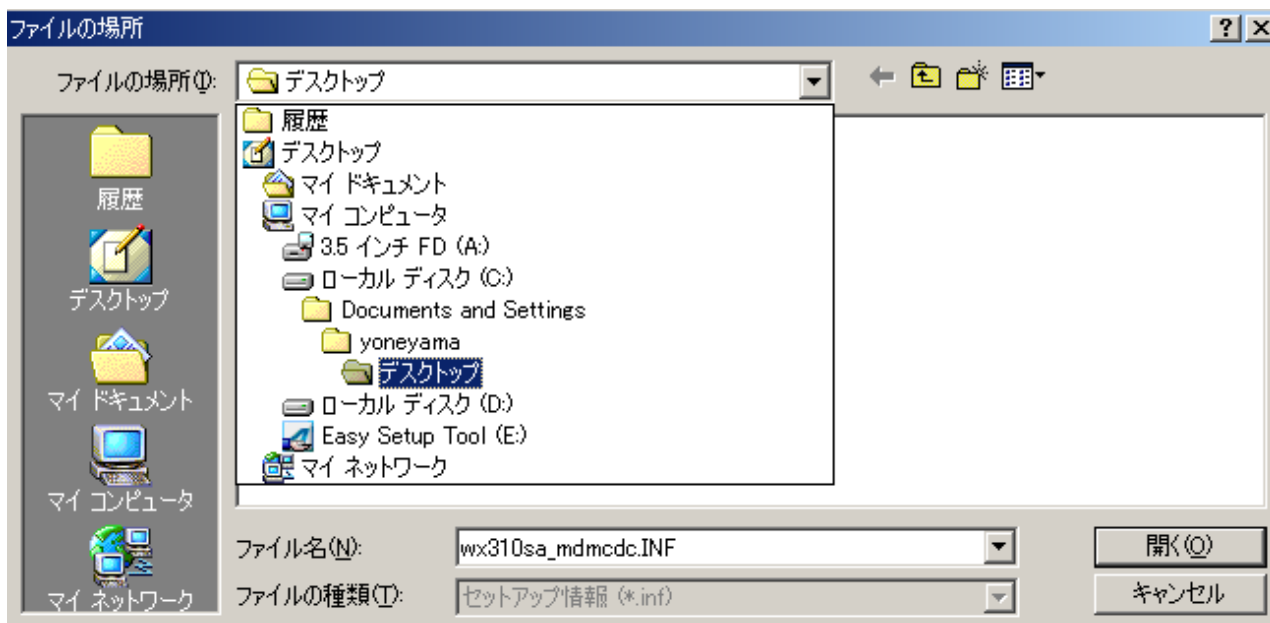 ファイルの場所
ファイルの場所(I):
デスクトップ
履歴
デスクトップ
マイ ドキュメント
マイ コンピュータ
3.5 インチ FD (A:)
ローカル ディスク (C:)
Documents and Settings
yoneyama
デスクトップ
ローカル ディスク (D:)
Easy Setup Tool (E:)
マイ ネットワーク
履歴
デスクトップ
マイ ドキュメント
マイ コンピュータ
マイ ネットワーク
ファイル名(N):
wx310sa_mdmcdc.INF
開く(O)
ファイルの種類(T):
セットアップ情報 (*.inf)
キャンセル